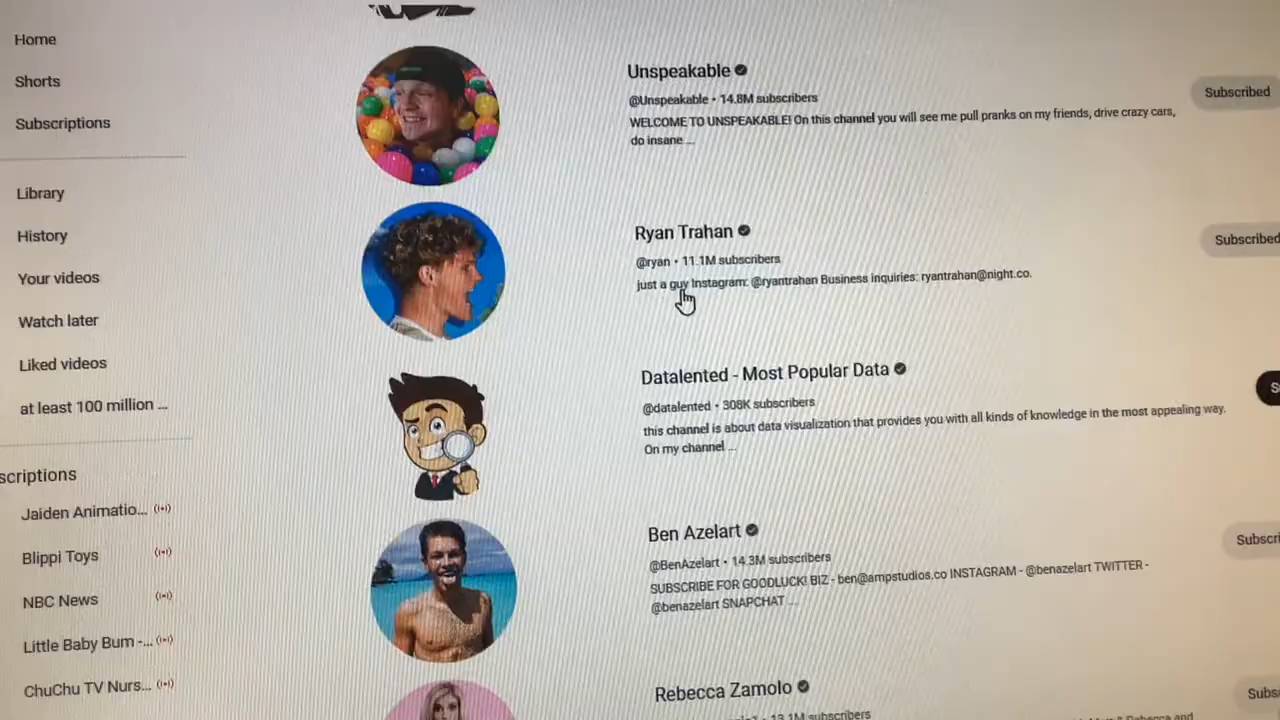 Home
Shorts
Subscriptions
Library
History
Your videos
Watch later
Liked videos
at least 100 million ...
scriptions
Jaiden Animatio...
Blippi Toys
NBC News
Little Baby Bum -...
ChuChu TV Nurs...
Unspeakable
@Unspeakable • 14.8M subscribers
WELCOME TO UNSPEAKABLE! On this channel you will see me pull pranks on my friends, drive crazy cars,
do insane ...
Subscribed
Ryan Trahan
@ryan • 11.1M subscribers
just a guy Instagram: @ryantrahan Business inquiries: ryantrahan@night.co.
Subscribed
Datalented - Most Popular Data
@datalented • 308K subscribers
this channel is about data visualization that provides you with all kinds of knowledge in the most appealing way.
On my channel ...
S
Ben Azelart
@BenAzelart • 14.3M subscribers
SUBSCRIBE FOR GOODLUCK! BIZ - ben@ampstudios.co INSTAGRAM - @benazelart TWITTER -
@benazelart SNAPCHAT ...
Subscri
Rebecca Zamolo
13.1M subscribers
Rebecca and
Subs